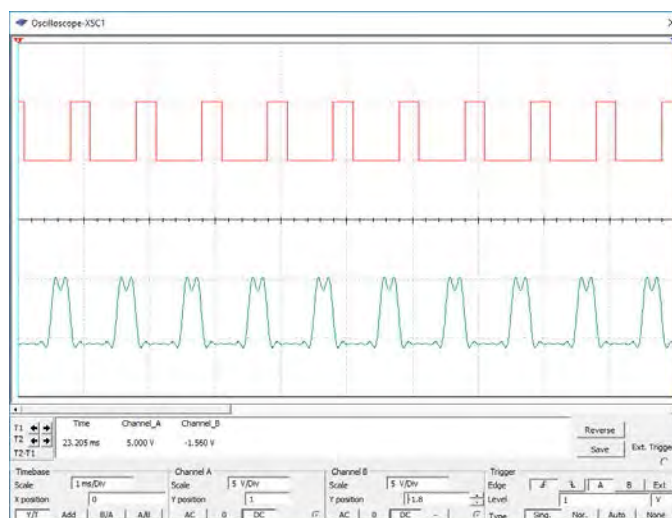 Oscilloscope-XSC1
Time Channel_A Channel_B
T1
T2 23.205 ms 5.000 V -1.560 V
T2-T1
Reverse
Save Ext. Trigge
Timebase Channel A Channel B Trigger
Scale 1 ms/Div Scale 5 V/Div Scale 5 V/Div Edge A B Ext
X position 0 Y position 1 Y position -1.8 Level 1 V
Y/T Add B/A A/B AC 0 DC AC 0 DC - Type Sing. Nor. Auto None